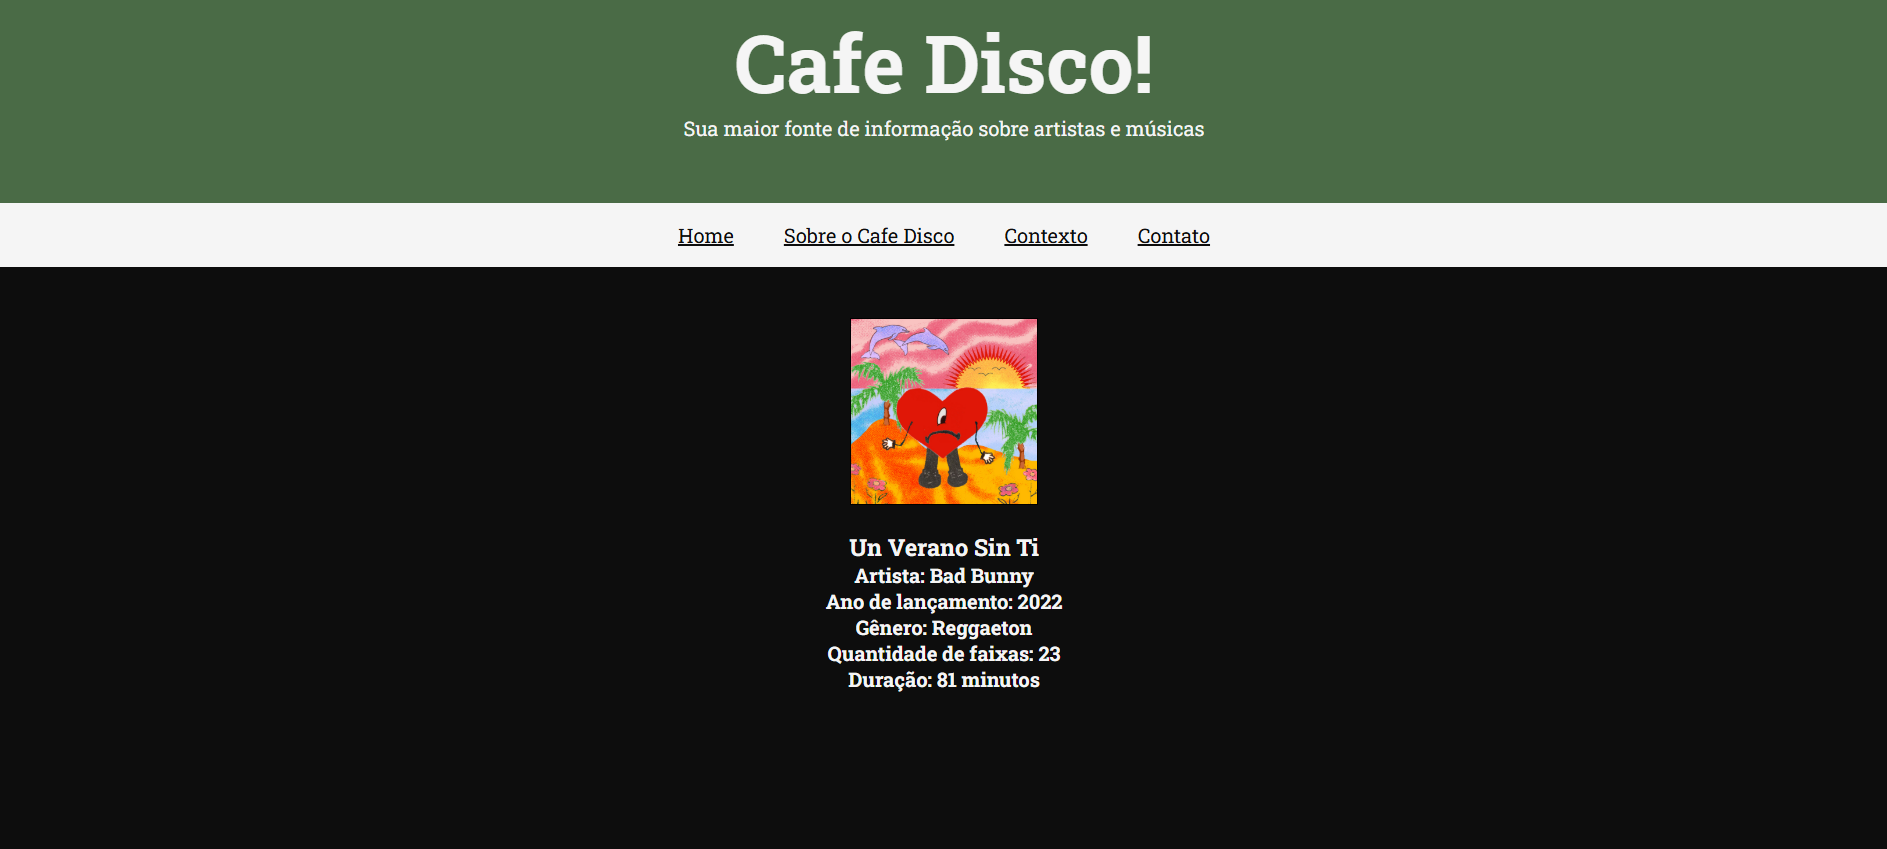 Cafe Disco!
Sua maior fonte de informação sobre artistas e músicas
Home Sobre o Cafe Disco Contexto Contato
Un Verano Sin Ti
Artista: Bad Bunny
Ano de lançamento: 2022
Gênero: Reggaeton
Quantidade de faixas: 23
Duração: 81 minutos